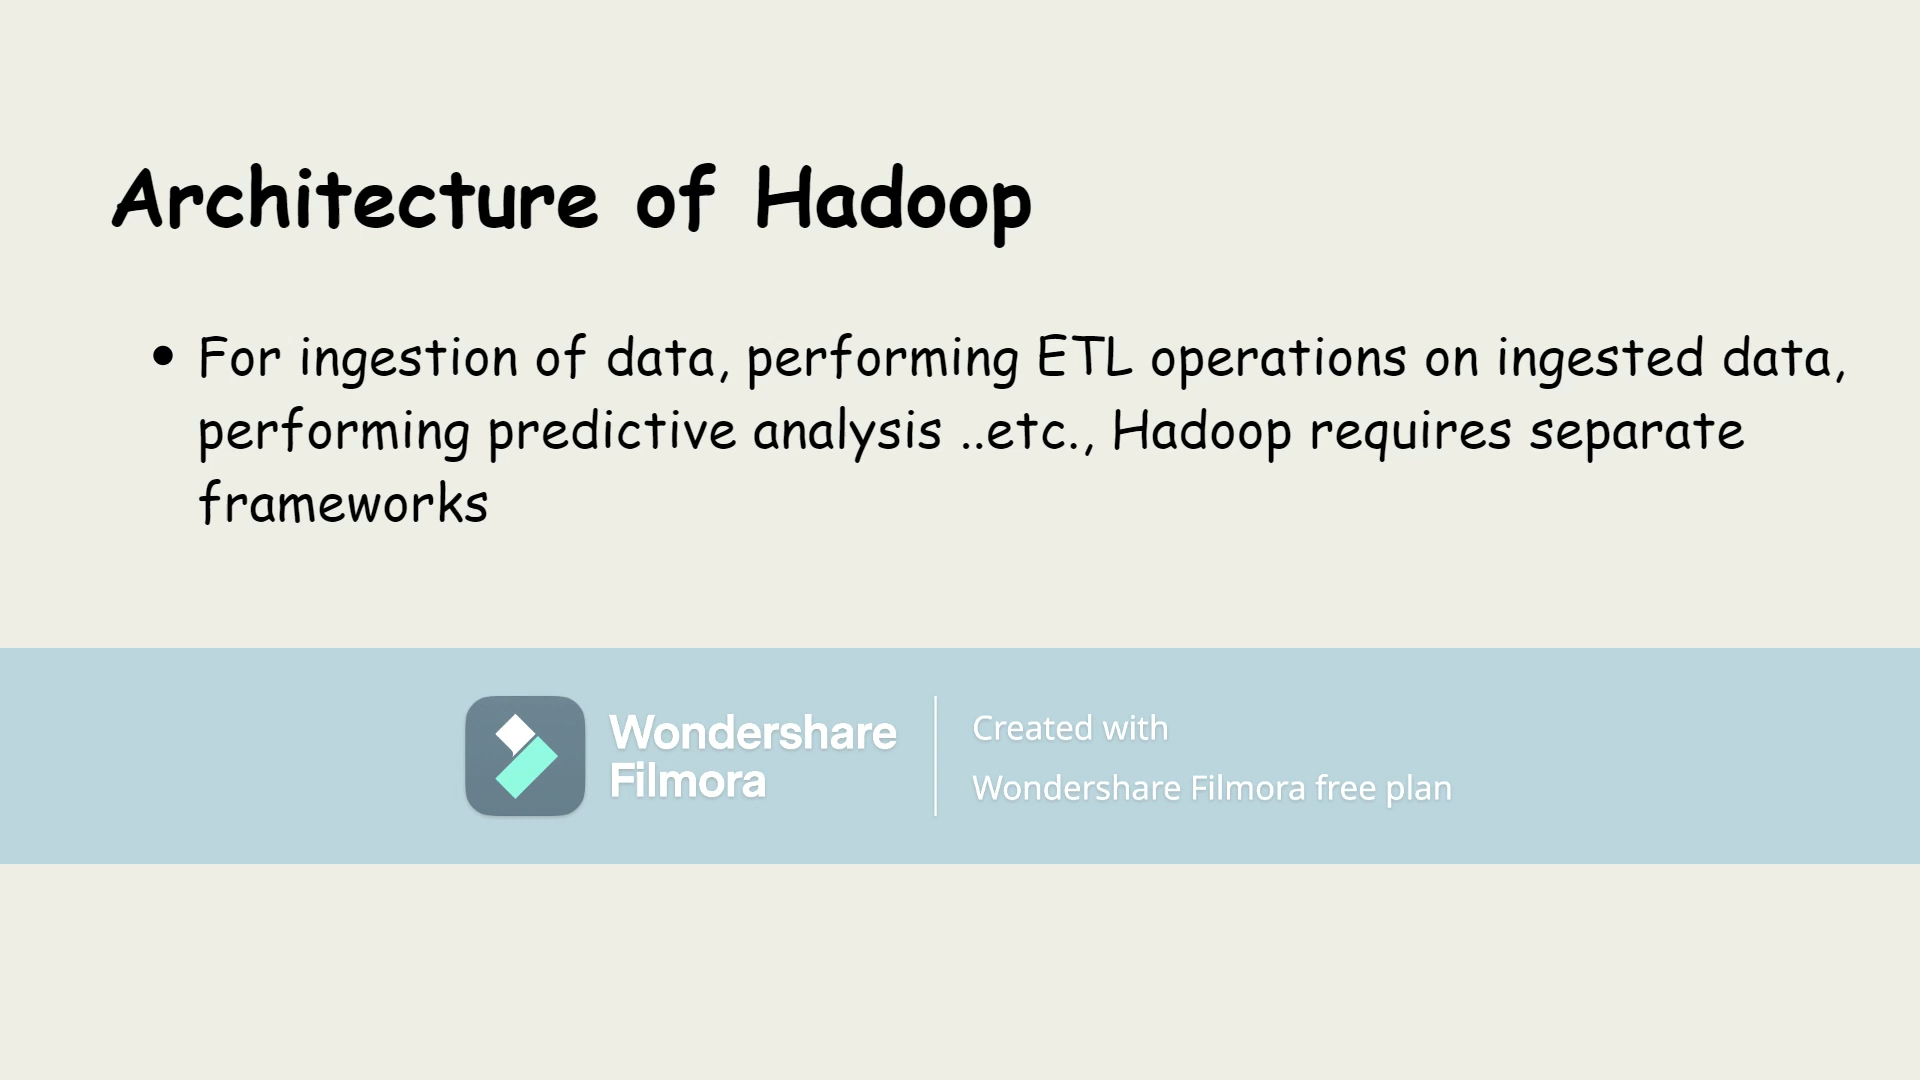 Architecture of Hadoop
• For ingestion of data, performing ETL operations on ingested data,
performing predictive analysis ..etc., Hadoop requires separate
frameworks
Wondershare
Filmora
Created with
Wondershare Filmora free plan